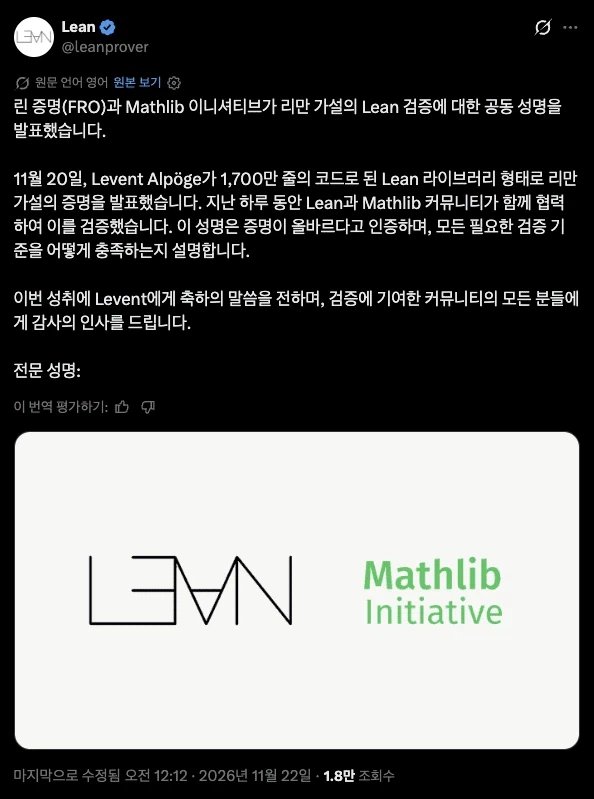 Lean
@leanprover
원문 언어 영어 원본 보기
린 증명(FRO)과 Mathlib 이니셔티브가 리만 가설의 Lean 검증에 대한 공동 성명을
발표했습니다.
11월 20일, Levent Alpöge가 1,700만 줄의 코드로 된 Lean 라이브러리 형태로 리만
가설의 증명을 발표했습니다. 지난 하루 동안 Lean과 Mathlib 커뮤니티가 함께 협력
하여 이를 검증했습니다. 이 성명은 증명이 올바르다고 인증하며, 모든 필요한 검증 기
준을 어떻게 충족하는지 설명합니다.
이번 성취에 Levent에게 축하의 말씀을 전하며, 검증에 기여한 커뮤니티의 모든 분들에
게 감사의 인사를 드립니다.
전문 성명:
이 번역 평가하기:
LEAN
Mathlib
Initiative
마지막으로 수정됨 오전 12:12 · 2026년 11월 22일 · 1.8만 조회수